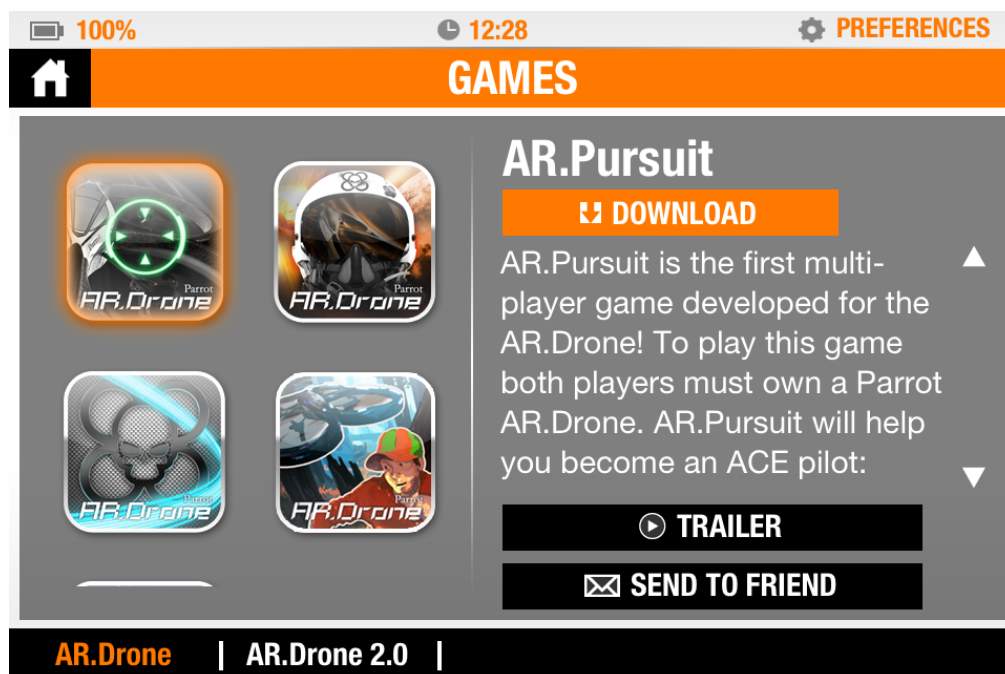 100%
12:28
PREFERENCES
GAMES
Parrot
AR.Drone
Parrot
AR.Drone
Parrot
AR.Drone
Parrot
AR.Drone
AR.Pursuit
DOWNLOAD
AR.Pursuit is the first multi-
player game developed for the
AR.Drone! To play this game
both players must own a Parrot
AR.Drone. AR.Pursuit will help
you become an ACE pilot:
TRAILER
SEND TO FRIEND
AR.Drone | AR.Drone 2.0 |